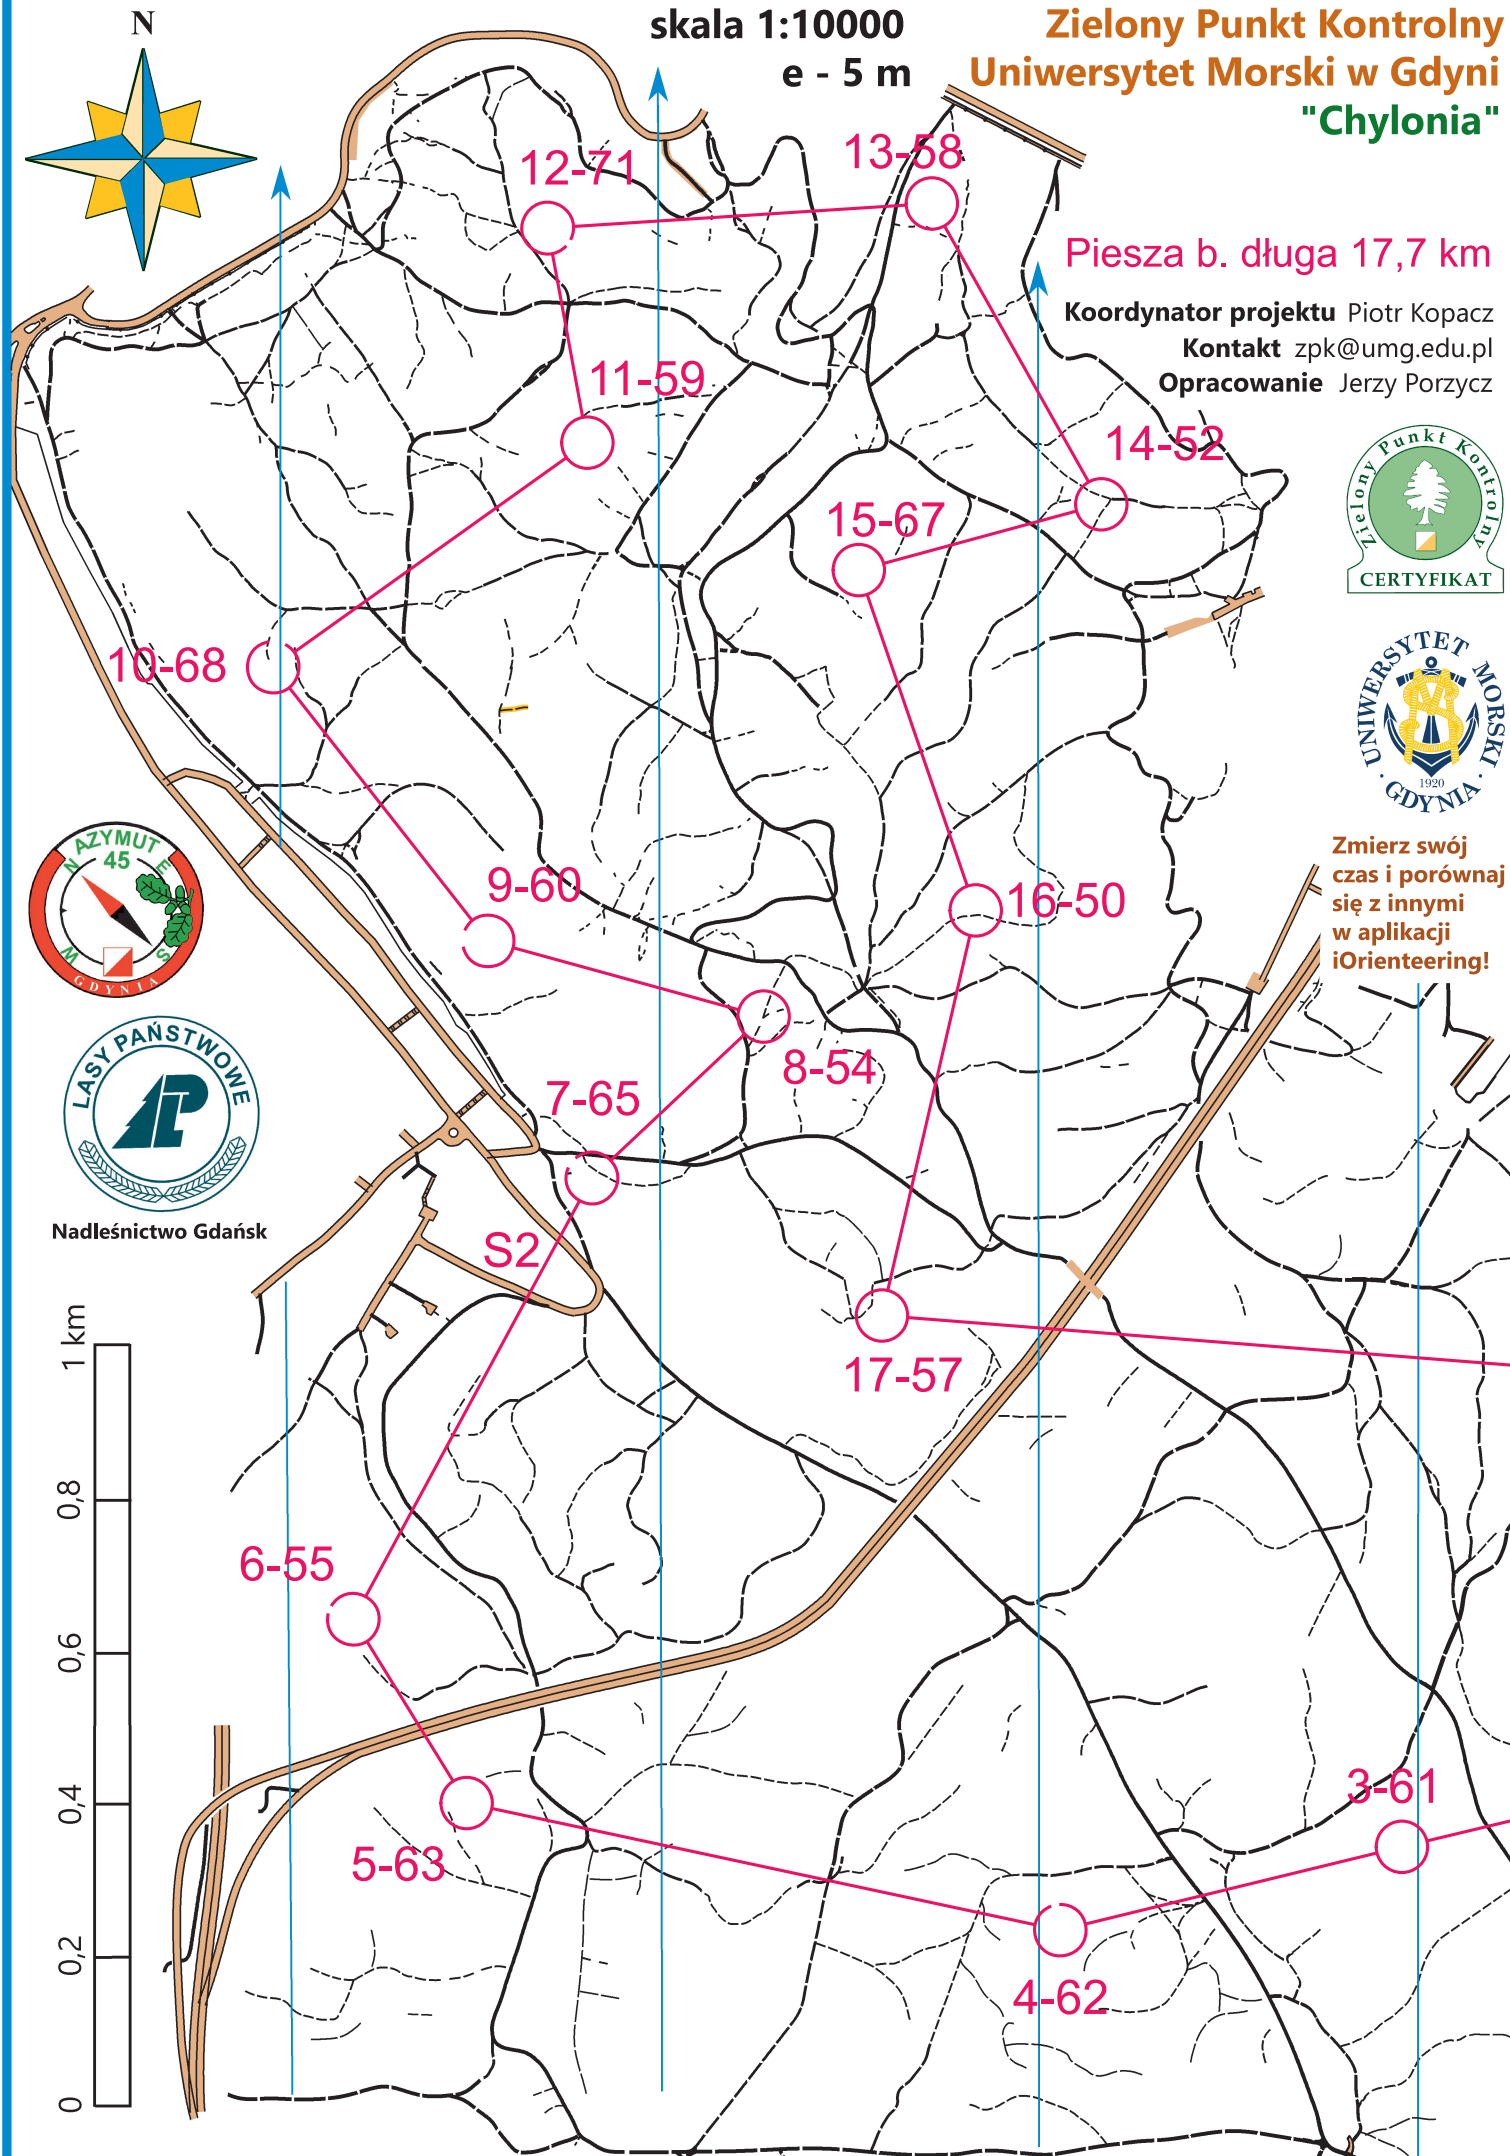 N
skala 1:10000
e - 5 m
Zielony Punkt Kontrolny
Uniwersytet Morski w Gdyni
"Chylonia"
12-71
13-58
Piesza b. długa 17,7 km
Koordynator projektu Piotr Kopacz
Kontakt zpk@umg.edu.pl
Opracowanie Jerzy Porzycz
11-59
14-52
Zielony Punkt Kontrolny
CERTYFIKAT
15-67
10-68
UNIWERSYTET MORSKI
1920
· GDYNIA ·
AZYMUT
45
N E
W S
GDYNIA
Zmierz swój
czas i porównaj
się z innymi
w aplikacji
iOrienteering!
9-60
16-50
LASY PAŃSTWOWE
Nadleśnictwo Gdańsk
8-54
7-65
S2
17-57
1 km
0,8
0,6
0,4
0,2
0
6-55
3-61
5-63
4-62